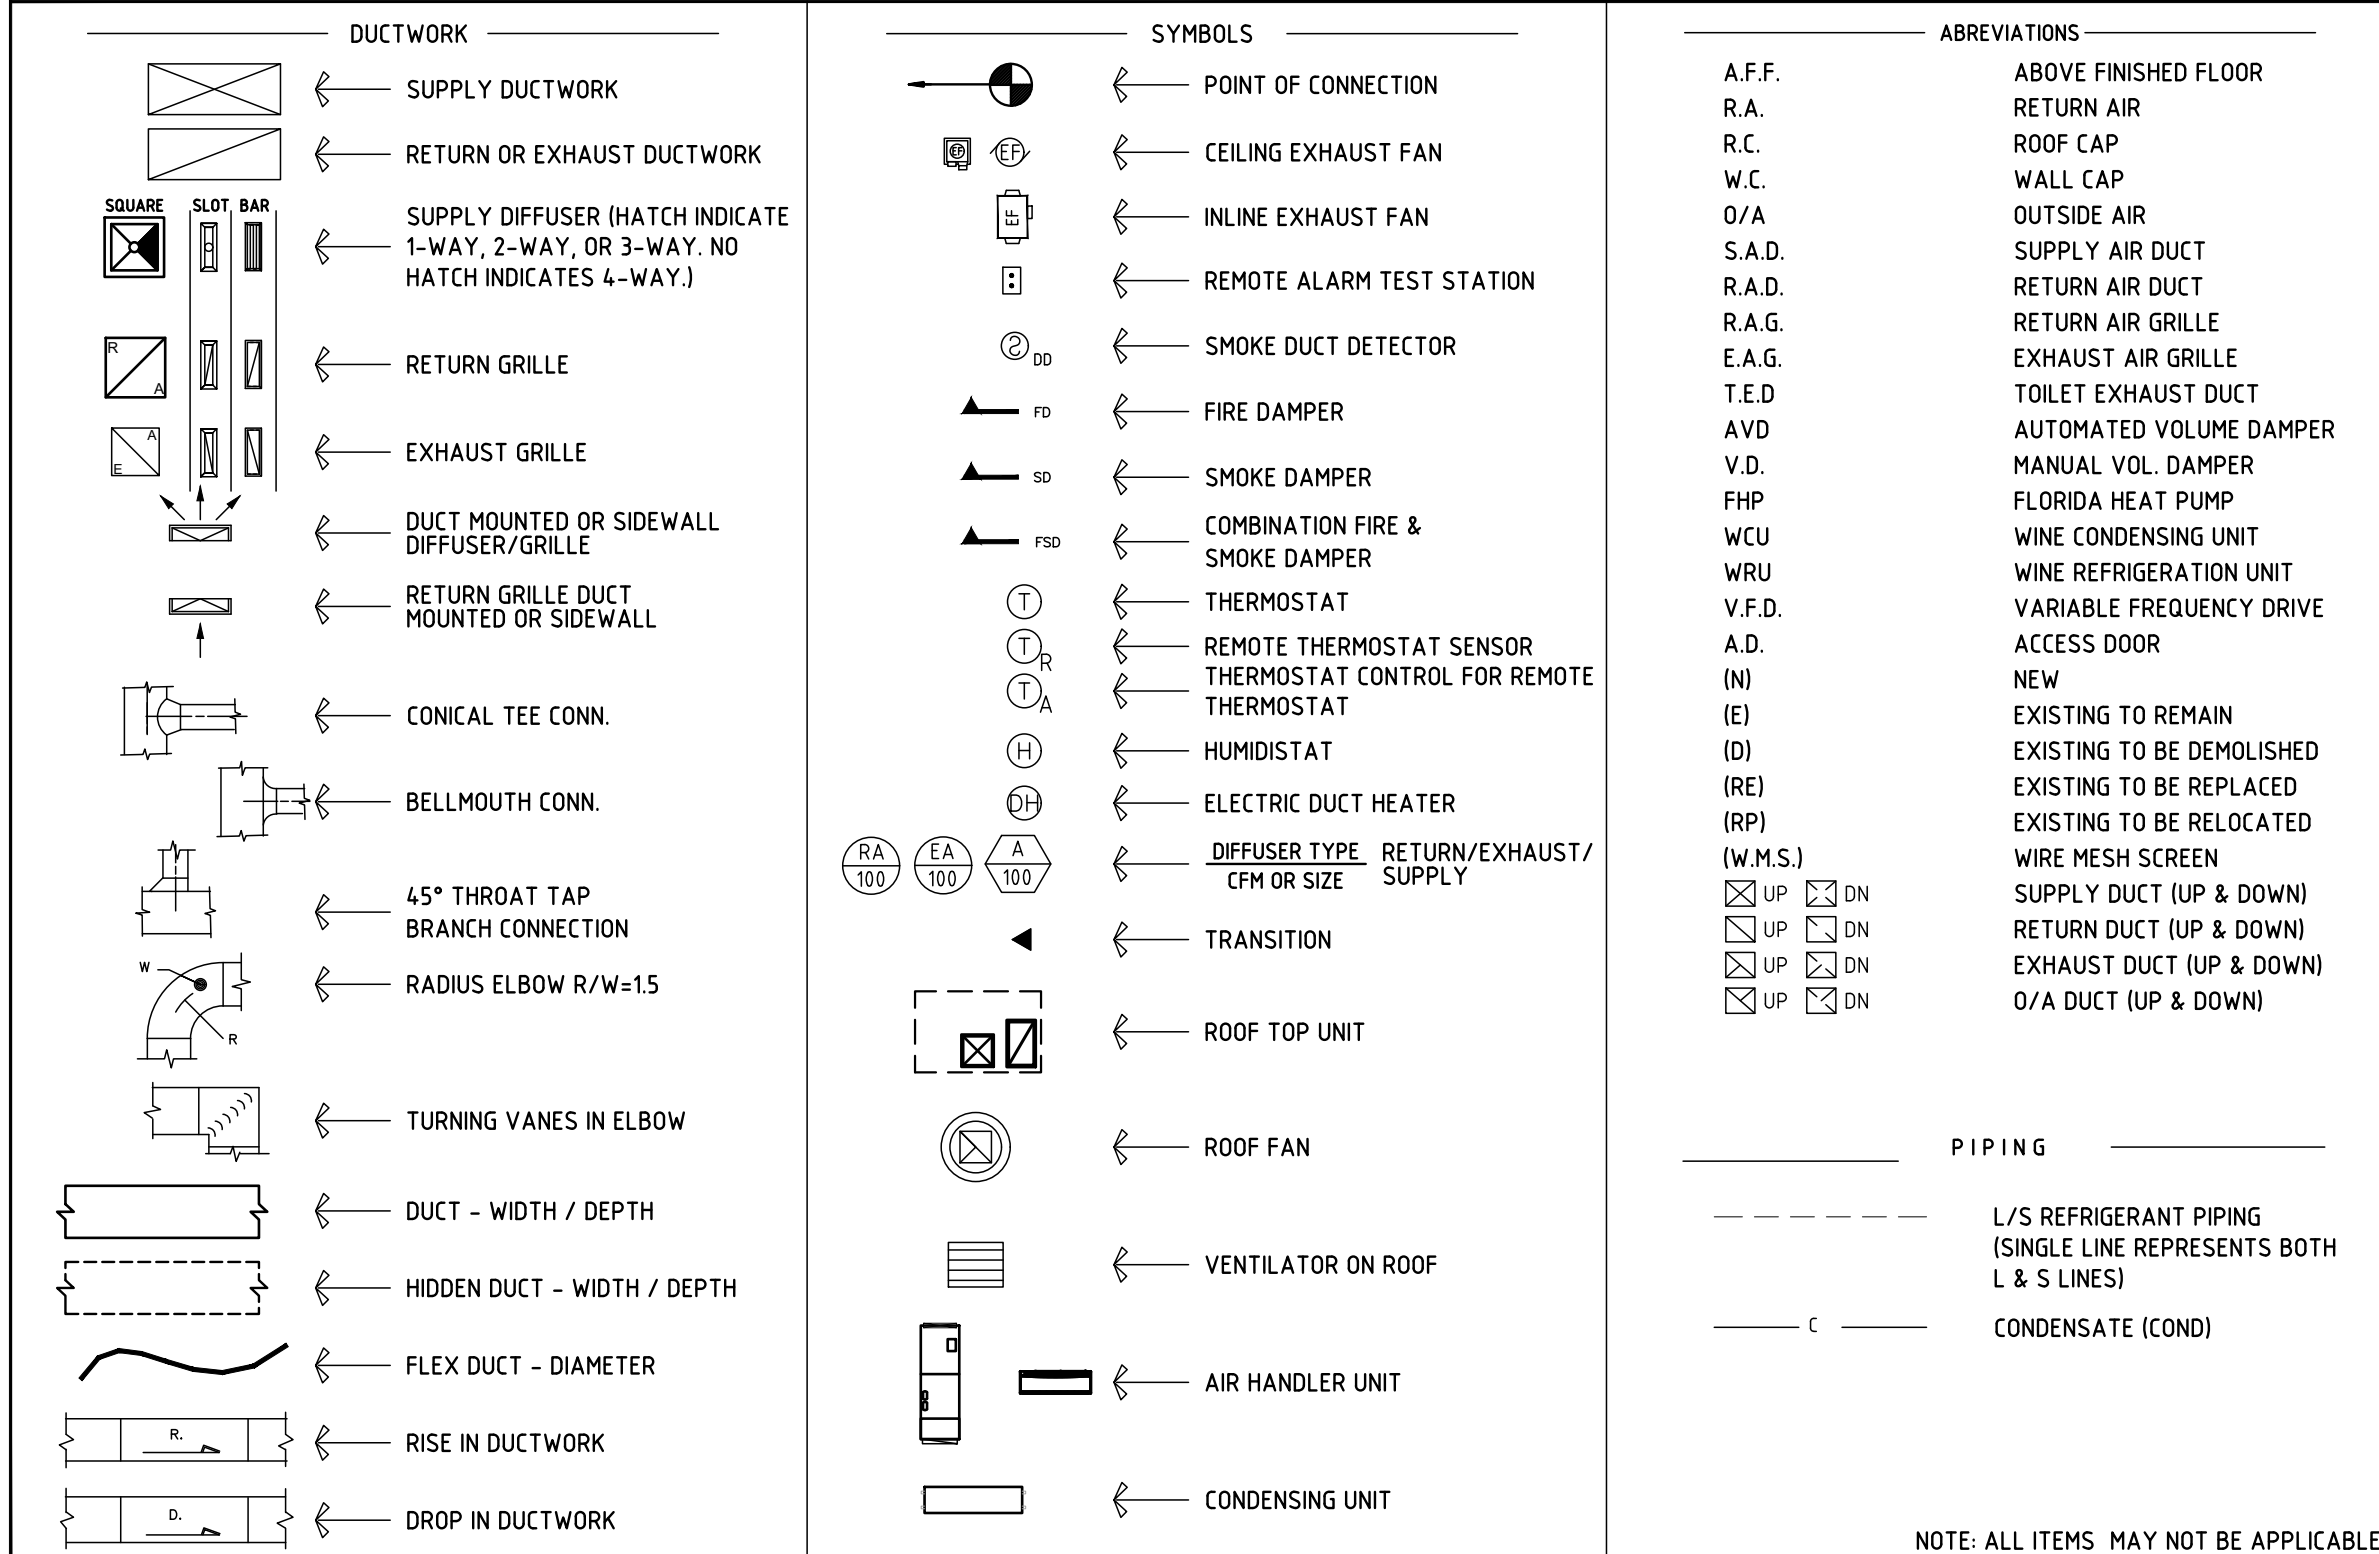 DUCTWORK
SUPPLY DUCTWORK
RETURN OR EXHAUST DUCTWORK
SQUARE SLOT BAR
SUPPLY DIFFUSER (HATCH INDICATE
1-WAY, 2-WAY, OR 3-WAY. NO
HATCH INDICATES 4-WAY.)
R
A
RETURN GRILLE
A
E
EXHAUST GRILLE
DUCT MOUNTED OR SIDEWALL
DIFFUSER/GRILLE
RETURN GRILLE DUCT
MOUNTED OR SIDEWALL
CONICAL TEE CONN.
BELLMOUTH CONN.
45° THROAT TAP
BRANCH CONNECTION
W
R
RADIUS ELBOW R/W=1.5
TURNING VANES IN ELBOW
DUCT - WIDTH / DEPTH
HIDDEN DUCT - WIDTH / DEPTH
FLEX DUCT - DIAMETER
R.
RISE IN DUCTWORK
D.
DROP IN DUCTWORK
SYMBOLS
POINT OF CONNECTION
EF EF
CEILING EXHAUST FAN
EF
INLINE EXHAUST FAN
REMOTE ALARM TEST STATION
S DD
SMOKE DUCT DETECTOR
FD
FIRE DAMPER
SD
SMOKE DAMPER
FSD
COMBINATION FIRE &
SMOKE DAMPER
T
THERMOSTAT
T R
REMOTE THERMOSTAT SENSOR
T A
THERMOSTAT CONTROL FOR REMOTE
THERMOSTAT
H
HUMIDISTAT
DH
ELECTRIC DUCT HEATER
RA EA A
100 100 100
DIFFUSER TYPE RETURN/EXHAUST/
CFM OR SIZE SUPPLY
TRANSITION
ROOF TOP UNIT
ROOF FAN
VENTILATOR ON ROOF
AIR HANDLER UNIT
CONDENSING UNIT
ABREVIATIONS
A.F.F. ABOVE FINISHED FLOOR
R.A. RETURN AIR
R.C. ROOF CAP
W.C. WALL CAP
O/A OUTSIDE AIR
S.A.D. SUPPLY AIR DUCT
R.A.D. RETURN AIR DUCT
R.A.G. RETURN AIR GRILLE
E.A.G. EXHAUST AIR GRILLE
T.E.D TOILET EXHAUST DUCT
AVD AUTOMATED VOLUME DAMPER
V.D. MANUAL VOL. DAMPER
FHP FLORIDA HEAT PUMP
WCU WINE CONDENSING UNIT
WRU WINE REFRIGERATION UNIT
V.F.D. VARIABLE FREQUENCY DRIVE
A.D. ACCESS DOOR
(N) NEW
(E) EXISTING TO REMAIN
(D) EXISTING TO BE DEMOLISHED
(RE) EXISTING TO BE REPLACED
(RP) EXISTING TO BE RELOCATED
(W.M.S.) WIRE MESH SCREEN
UP DN SUPPLY DUCT (UP & DOWN)
UP DN RETURN DUCT (UP & DOWN)
UP DN EXHAUST DUCT (UP & DOWN)
UP DN O/A DUCT (UP & DOWN)
PIPING
L/S REFRIGERANT PIPING
(SINGLE LINE REPRESENTS BOTH
L & S LINES)
C CONDENSATE (COND)
NOTE: ALL ITEMS MAY NOT BE APPLICABLE